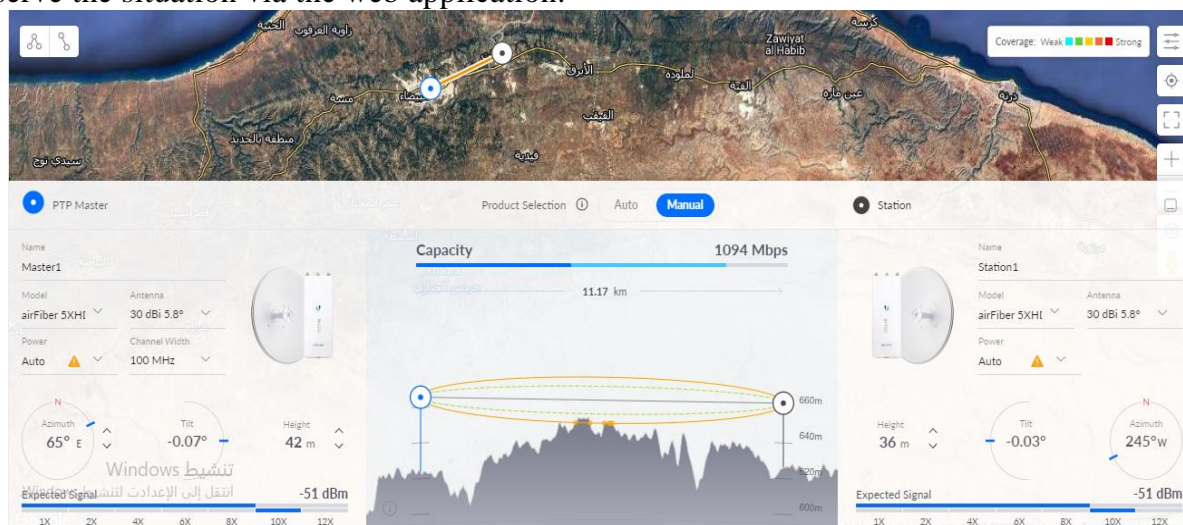 serve the situation via the web application.
الحنية
زاوية العرقوب
كرسة
Zawiyat
al Habib
Coverage: Weak Strong
الأبرق
لملودة
القبة
عين مارة
درنة
مسة
البيضاء
القيقب
منطقة بالحديد
سيدي نوح
فيدية
PTP Master
Product Selection
Auto
Manual
Station
Name
Master1
Model
Antenna
airFiber 5XHD
30 dBi 5.8°
Power
Channel Width
Auto
100 MHz
N
Azimuth
65° E
Tilt
-0.07°
Height
42 m
Capacity
1094 Mbps
11.17 km
660m
640m
620m
600m
Name
Station1
Model
Antenna
airFiber 5XHD
30 dBi 5.8°
Power
Auto
Height
36 m
Tilt
-0.03°
N
Azimuth
245°W
تنشيط Windows
انتقل إلى الإعدادت لتنشيط Windows
Expected Signal
-51 dBm
1X 2X 4X 6X 8X 10X 12X
Expected Signal
-51 dBm
1X 2X 4X 6X 8X 10X 12X